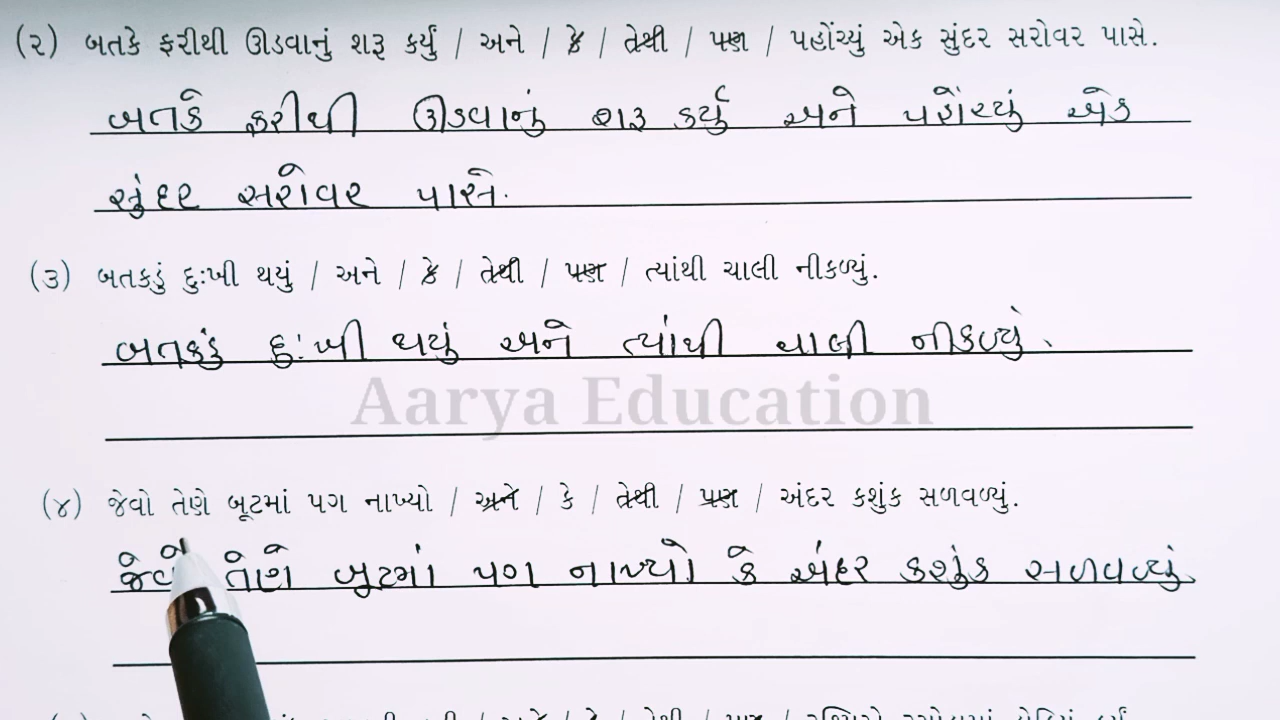 (૨) બતકે ફરીથી ઊડવાનું શરૂ કર્યું / અને / કે / તેથી / પણ / પહોંચ્યું એક સુંદર સરોવર પાસે.
બતકે ફરીથી ઊડવાનું શરૂ કર્યું અને પહોંચ્યું એક
સુંદર સરોવર પાસે.
(૩) બતકડું દુઃખી થયું / અને / કે / તેથી / પણ / ત્યાંથી ચાલી નીકળ્યું.
બતકડું દુઃખી થયું અને ત્યાંથી ચાલી નીકળ્યું.
Aarya Education
(૪) જેવો તેણે બૂટમાં પગ નાખ્યો / અને / કે / તેથી / પણ / અંદર કશુંક સળવળ્યું.
જેવો તેણે બૂટમાં પગ નાખ્યો કે અંદર કશુંક સળવળ્યું.